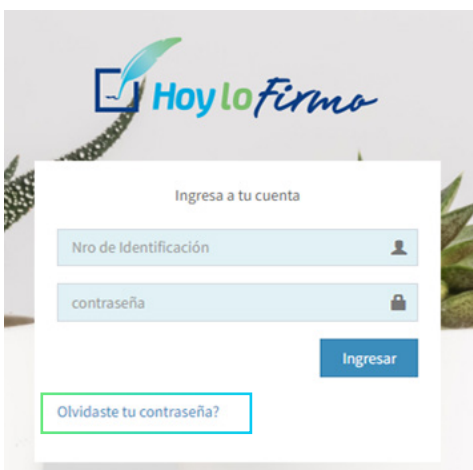 Hoy lo Firmo
Ingresa a tu cuenta
Nro de Identificación
contraseña
Ingresar
Olvidaste tu contraseña?